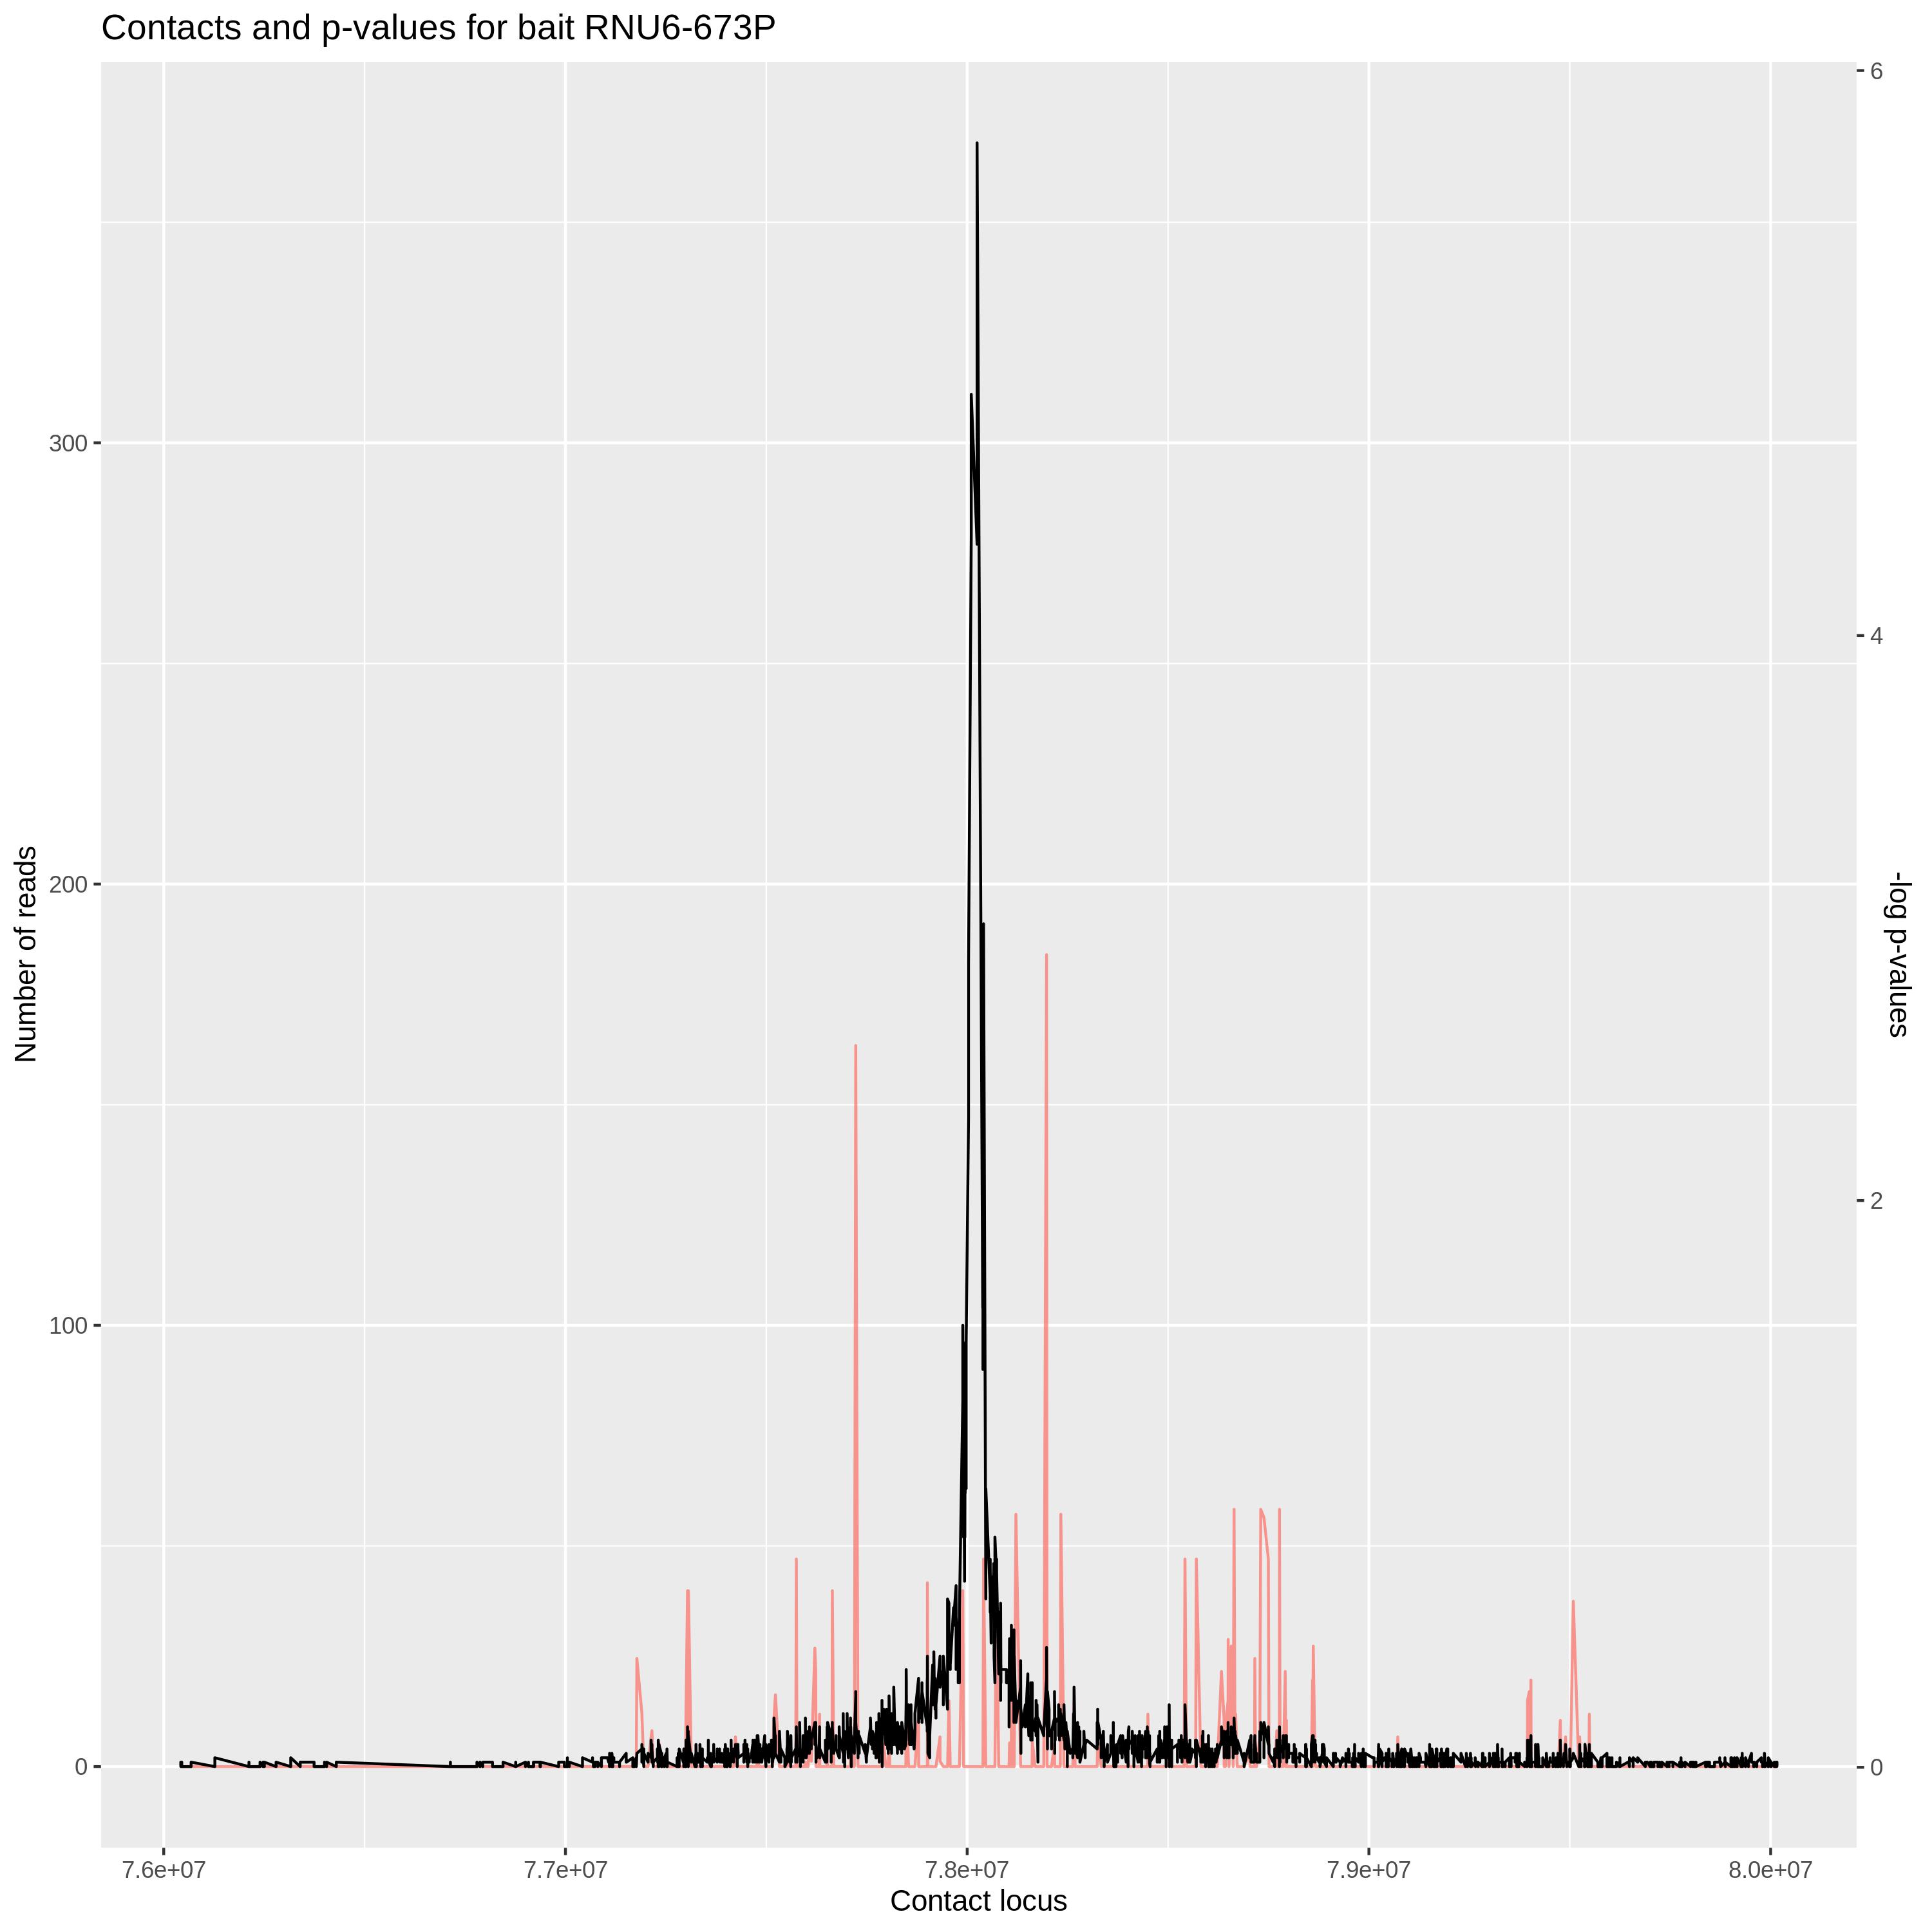 Contacts and p-values for bait RNU6-673P
6
300
4
200
2
100
0
0
Number of reads
-log p-values
7.6e+07 7.7e+07 7.8e+07 7.9e+07 8.0e+07
Contact locus